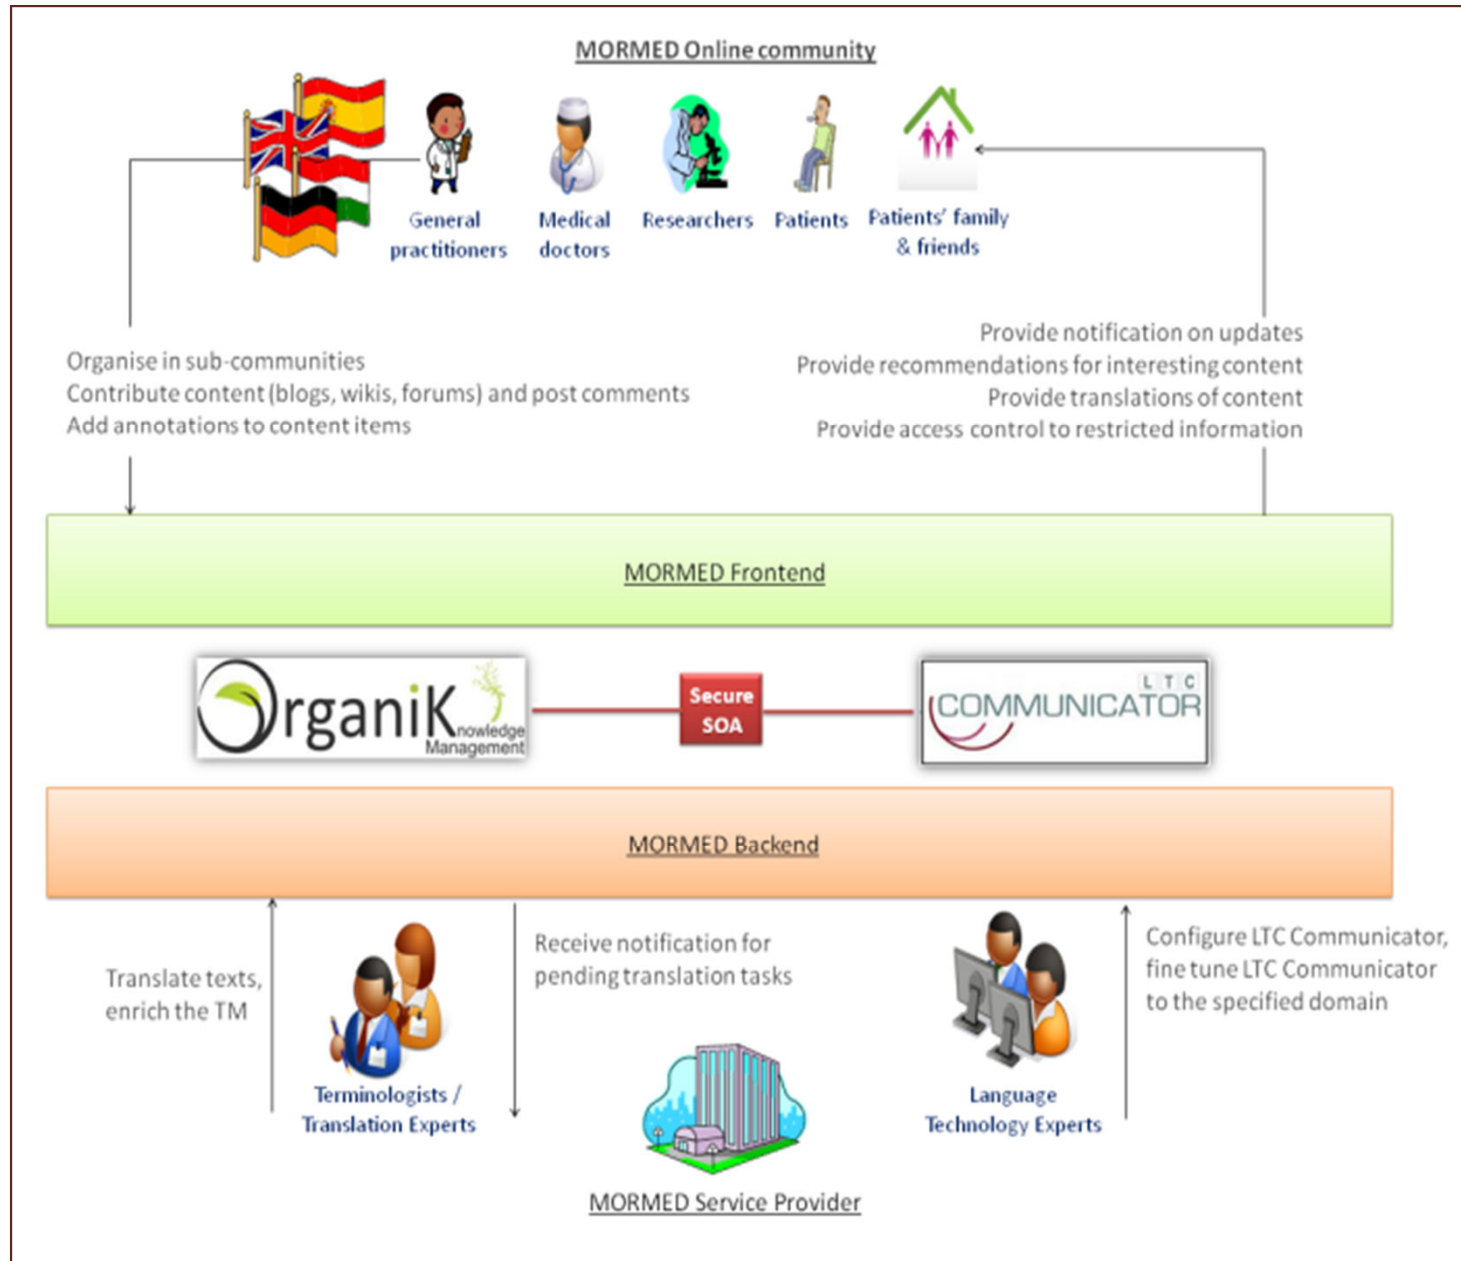 MORMED Online community
General
practitioners
Medical
doctors
Researchers
Patients
Patients' family
& friends
Organise in sub-communities
Contribute content (blogs, wikis, forums) and post comments
Add annotations to content items
Provide notification on updates
Provide recommendations for interesting content
Provide translations of content
Provide access control to restricted information
MORMED Frontend
OrganiK
nowledge
Management
Secure
SOA
LTC
COMMUNICATOR
MORMED Backend
Translate texts,
enrich the TM
Terminologists /
Translation Experts
Receive notification for
pending translation tasks
Language
Technology Experts
Configure LTC Communicator,
fine tune LTC Communicator
to the specified domain
MORMED Service Provider